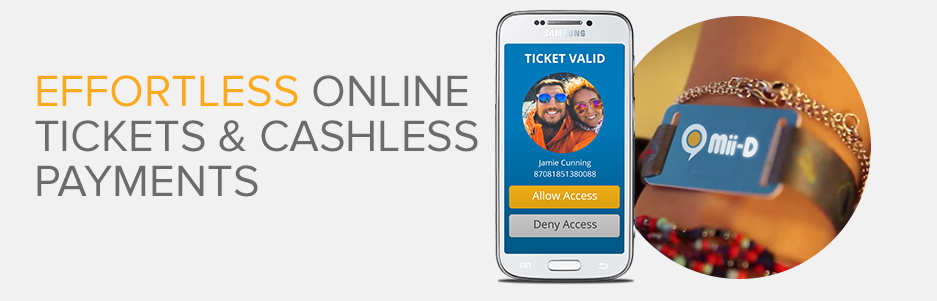 EFFORTLESS ONLINE
TICKETS & CASHLESS
PAYMENTS
SAMSUNG
TICKET VALID
Jamie Cunning
87081851380088
Allow Access
Deny Access
mii-D